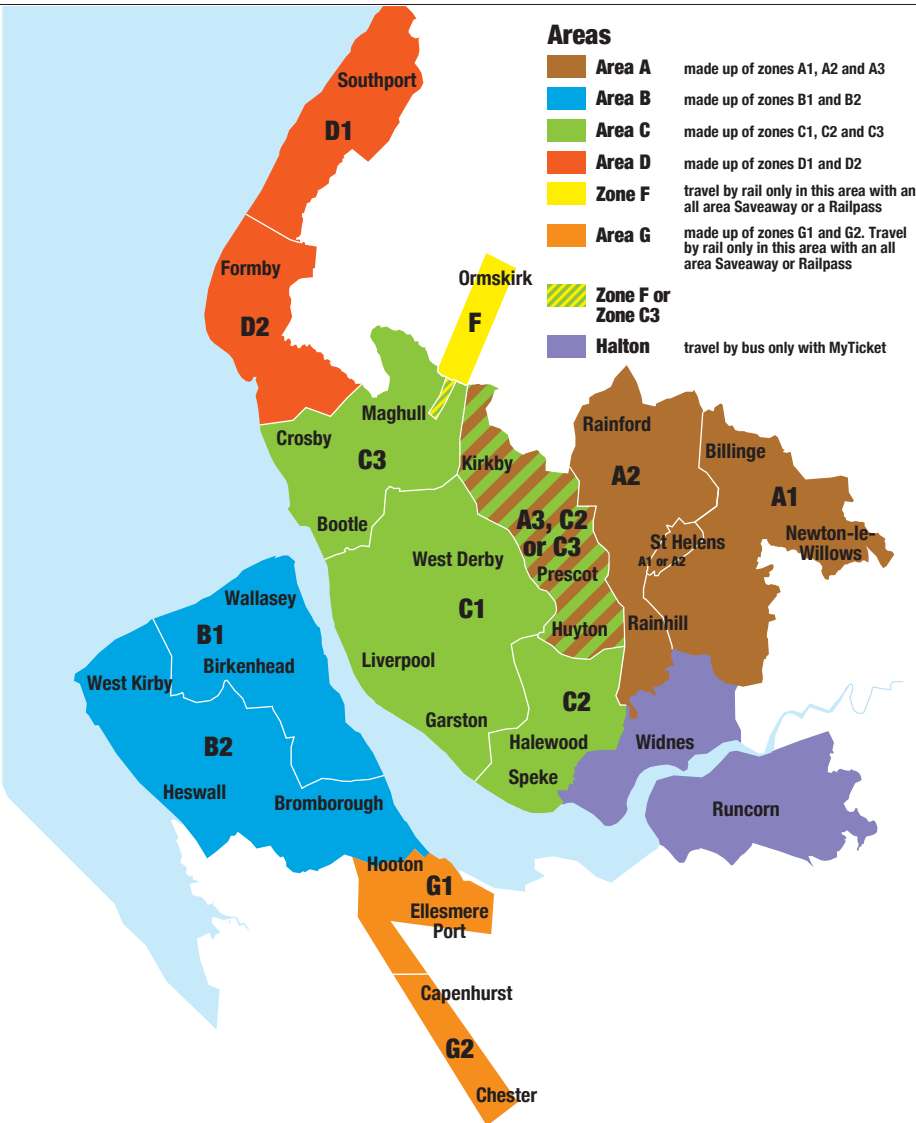 Areas
Area A made up of zones A1, A2 and A3
Area B made up of zones B1 and B2
Area C made up of zones C1, C2 and C3
Area D made up of zones D1 and D2
Zone F travel by rail only in this area with an
all area Saveaway or a Railpass
Area G made up of zones G1 and G2. Travel
by rail only in this area with an all
area Saveaway or Railpass
Zone F or
Zone C3
Halton travel by bus only with MyTicket
Southport
D1
Formby
D2
Ormskirk
F
Maghull
Crosby
C3
Bootle
Kirkby
A3, C2
or C3
Prescot
Huyton
Rainford
A2
Billinge
A1
Newton-le-
Willows
St Helens
A1 or A2
Rainhill
West Derby
C1
Liverpool
Garston
C2
Halewood
Speke
Widnes
Runcorn
Wallasey
B1
Birkenhead
West Kirby
B2
Heswall
Bromborough
Hooton
G1
Ellesmere
Port
Capenhurst
G2
Chester